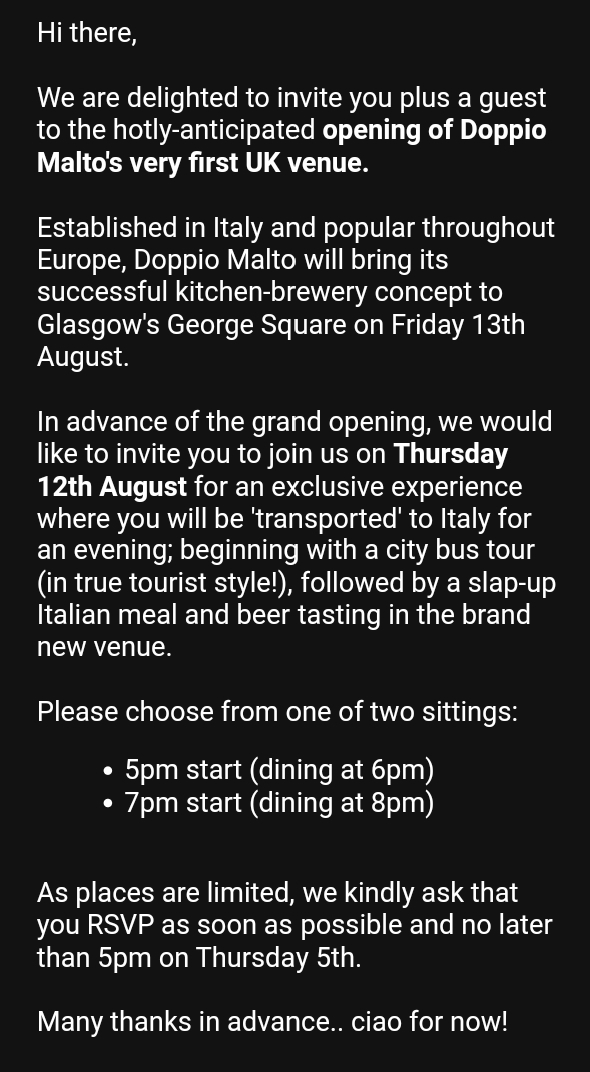 Hi there,
We are delighted to invite you plus a guest
to the hotly-anticipated opening of Doppio
Malto's very first UK venue.
Established in Italy and popular throughout
Europe, Doppio Malto will bring its
successful kitchen-brewery concept to
Glasgow's George Square on Friday 13th
August.
In advance of the grand opening, we would
like to invite you to join us on Thursday
12th August for an exclusive experience
where you will be 'transported' to Italy for
an evening; beginning with a city bus tour
(in true tourist style!), followed by a slap-up
Italian meal and beer tasting in the brand
new venue.
Please choose from one of two sittings:
• 5pm start (dining at 6pm)
• 7pm start (dining at 8pm)
As places are limited, we kindly ask that
you RSVP as soon as possible and no later
than 5pm on Thursday 5th.
Many thanks in advance.. ciao for now!